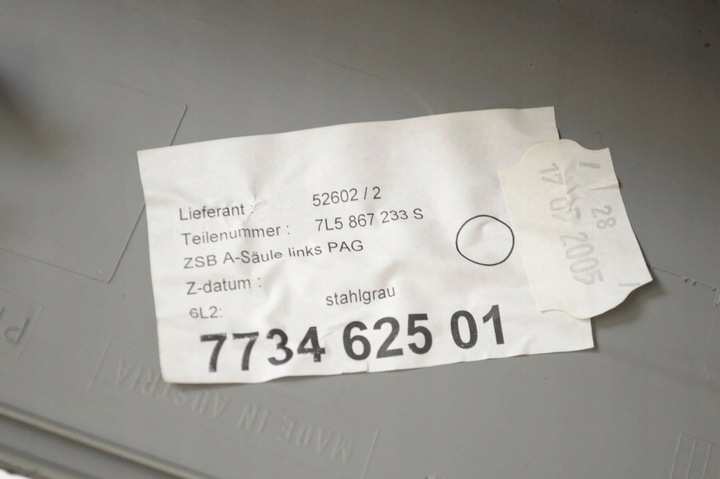 Lieferant : 52602 / 2
Teilenummer : 7L5 867 233 S
ZSB A-Säule links PAG
Z-datum :
6L2: stahlgrau
7734 625 01
28
17 07 2005
MADE IN AUSTRIA